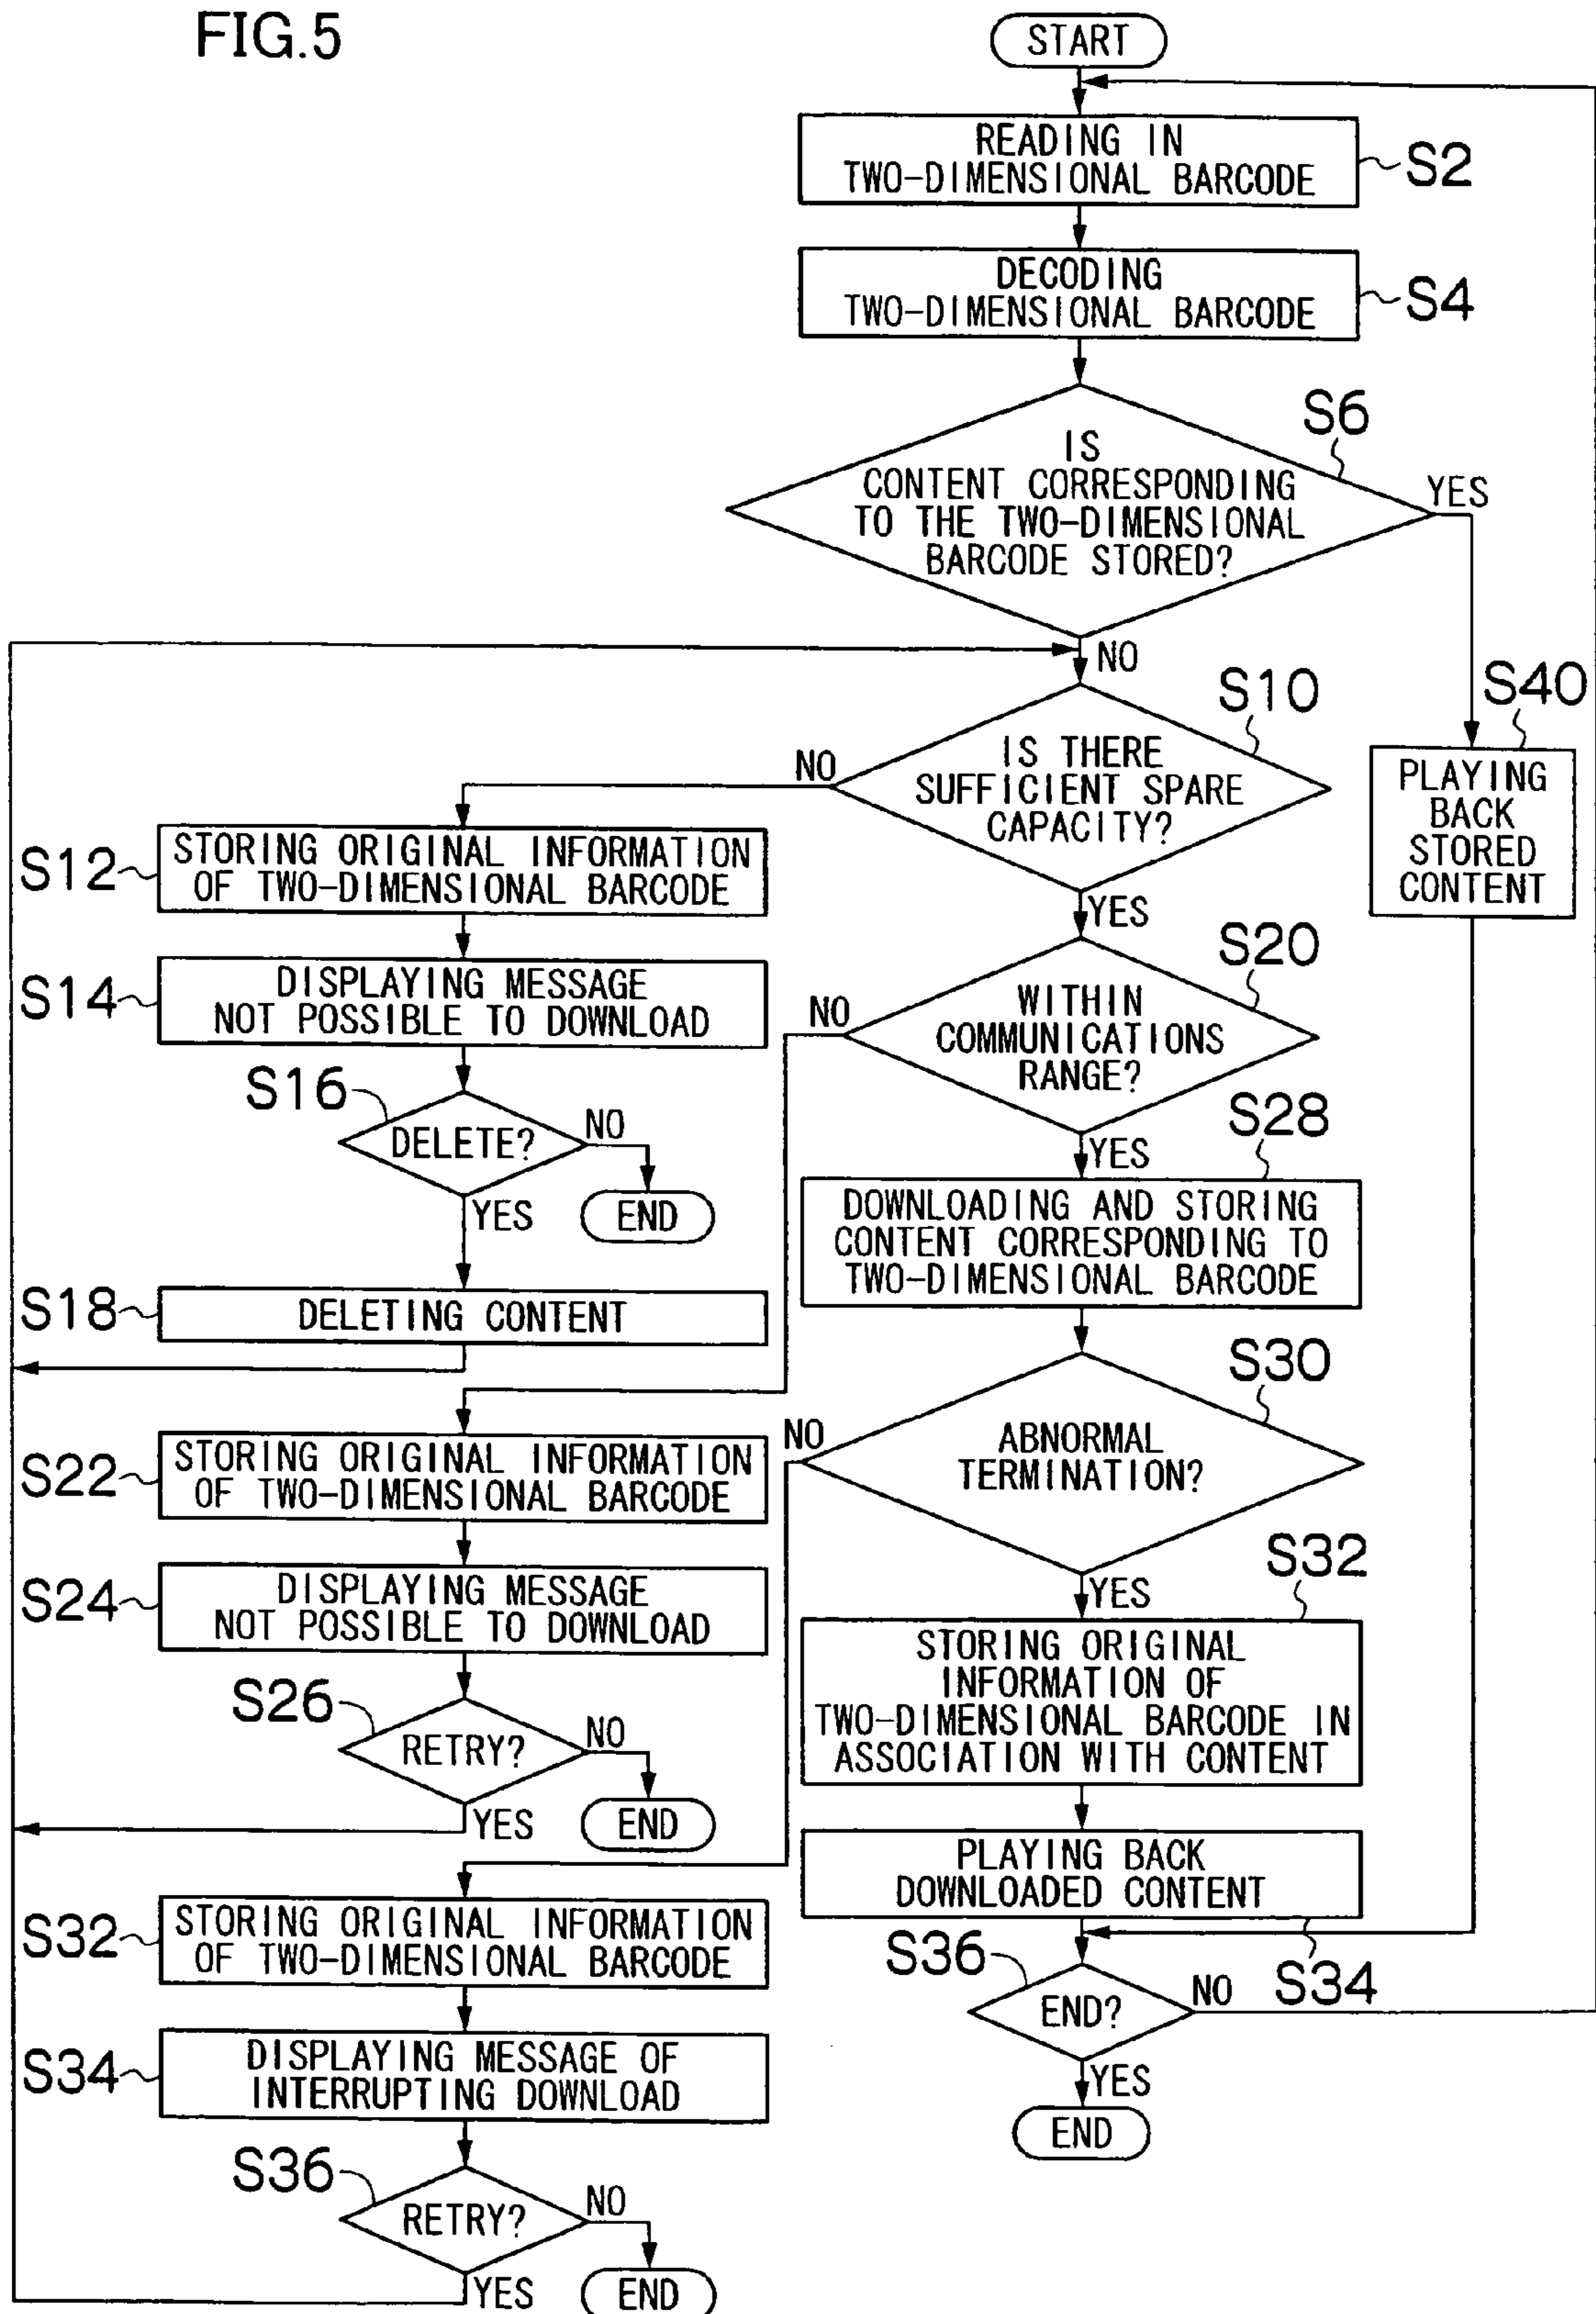 FIG.5
START
READING IN
TWO-DIMENSIONAL BARCODE
S2
DECODING
TWO-DIMENSIONAL BARCODE
S4
S6
IS
CONTENT CORRESPONDING
TO THE TWO-DIMENSIONAL
BARCODE STORED?
YES
NO
S10
IS THERE
SUFFICIENT SPARE
CAPACITY?
NO
YES
S40
PLAYING
BACK
STORED
CONTENT
S12
STORING ORIGINAL INFORMATION
OF TWO-DIMENSIONAL BARCODE
S14
DISPLAYING MESSAGE
NOT POSSIBLE TO DOWNLOAD
S16
DELETE?
NO
END
YES
S18
DELETING CONTENT
S20
WITHIN
COMMUNICATIONS
RANGE?
NO
YES
S28
DOWNLOADING AND STORING
CONTENT CORRESPONDING TO
TWO-DIMENSIONAL BARCODE
S30
ABNORMAL
TERMINATION?
NO
YES
S22
STORING ORIGINAL INFORMATION
OF TWO-DIMENSIONAL BARCODE
S24
DISPLAYING MESSAGE
NOT POSSIBLE TO DOWNLOAD
S26
RETRY?
NO
END
YES
S32
STORING ORIGINAL
INFORMATION OF
TWO-DIMENSIONAL BARCODE IN
ASSOCIATION WITH CONTENT
PLAYING BACK
DOWNLOADED CONTENT
S34
S36
END?
NO
YES
END
S32
STORING ORIGINAL INFORMATION
OF TWO-DIMENSIONAL BARCODE
S34
DISPLAYING MESSAGE OF
INTERRUPTING DOWNLOAD
S36
RETRY?
NO
END
YES